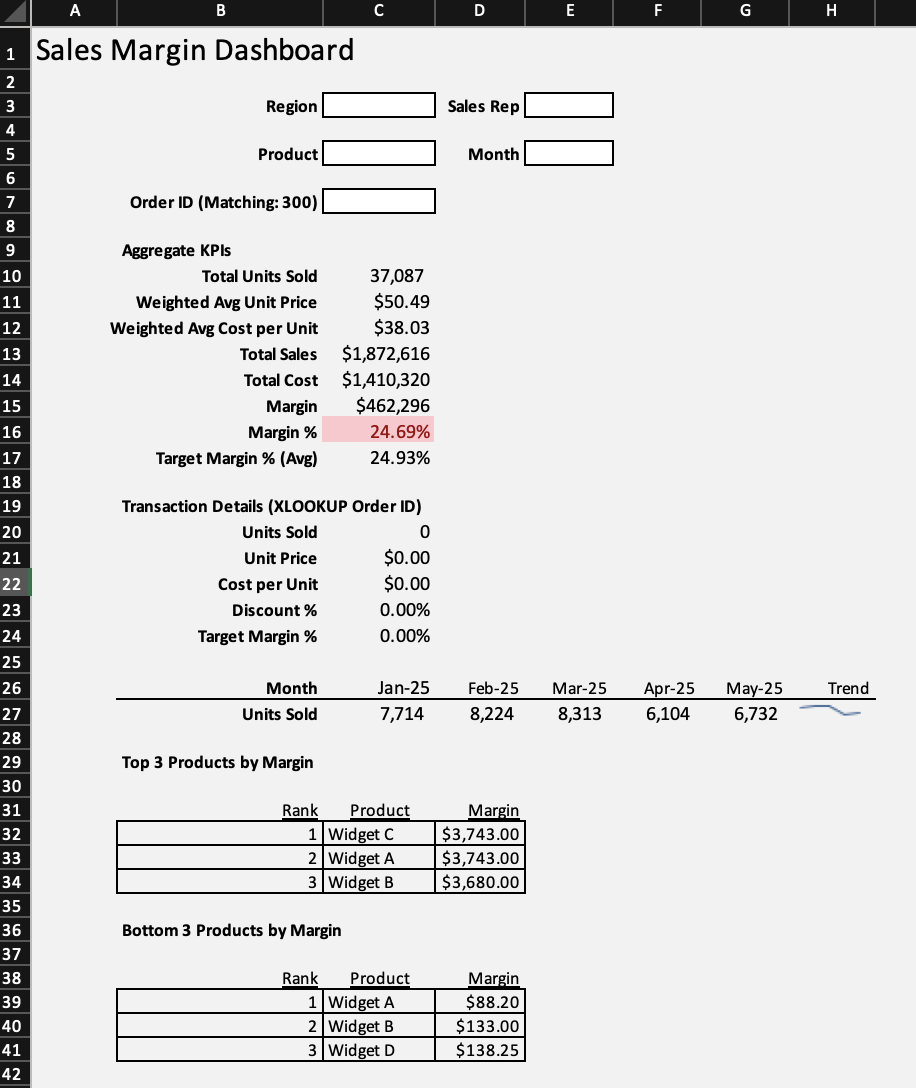 A B C D E F G H
1 Sales Margin Dashboard
2
3 Region Sales Rep
4
5 Product Month
6
7 Order ID (Matching: 300)
8
9 Aggregate KPIs
10 Total Units Sold 37,087
11 Weighted Avg Unit Price $50.49
12 Weighted Avg Cost per Unit $38.03
13 Total Sales $1,872,616
14 Total Cost $1,410,320
15 Margin $462,296
16 Margin % 24.69%
17 Target Margin % (Avg) 24.93%
18
19 Transaction Details (XLOOKUP Order ID)
20 Units Sold 0
21 Unit Price $0.00
22 Cost per Unit $0.00
23 Discount % 0.00%
24 Target Margin % 0.00%
25
26 Month Jan-25 Feb-25 Mar-25 Apr-25 May-25 Trend
27 Units Sold 7,714 8,224 8,313 6,104 6,732
28
29 Top 3 Products by Margin
30
31 Rank Product Margin
32 1 Widget C $3,743.00
33 2 Widget A $3,743.00
34 3 Widget B $3,680.00
35
36 Bottom 3 Products by Margin
37
38 Rank Product Margin
39 1 Widget A $88.20
40 2 Widget B $133.00
41 3 Widget D $138.25
42